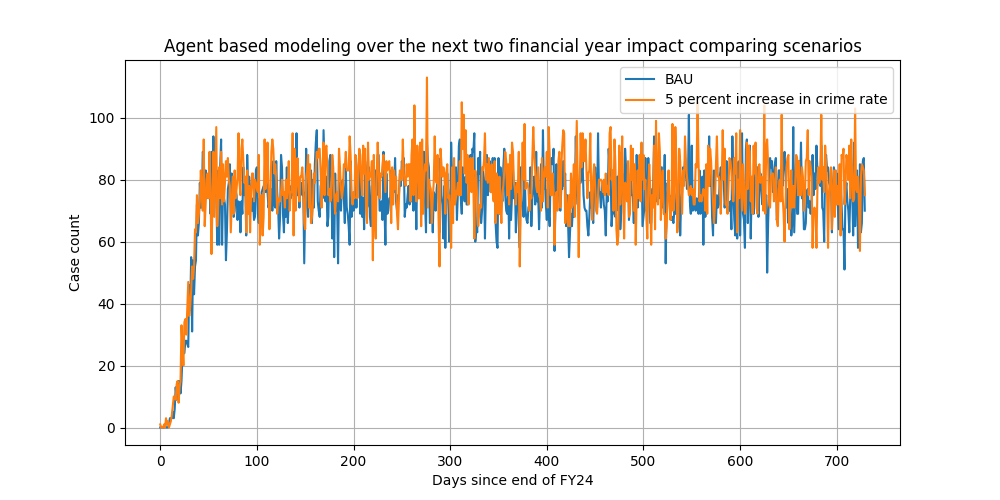 Agent based modeling over the next two financial year impact comparing scenarios
BAU
5 percent increase in crime rate
Case count
100
80
60
40
20
0
0 100 200 300 400 500 600 700
Days since end of FY24